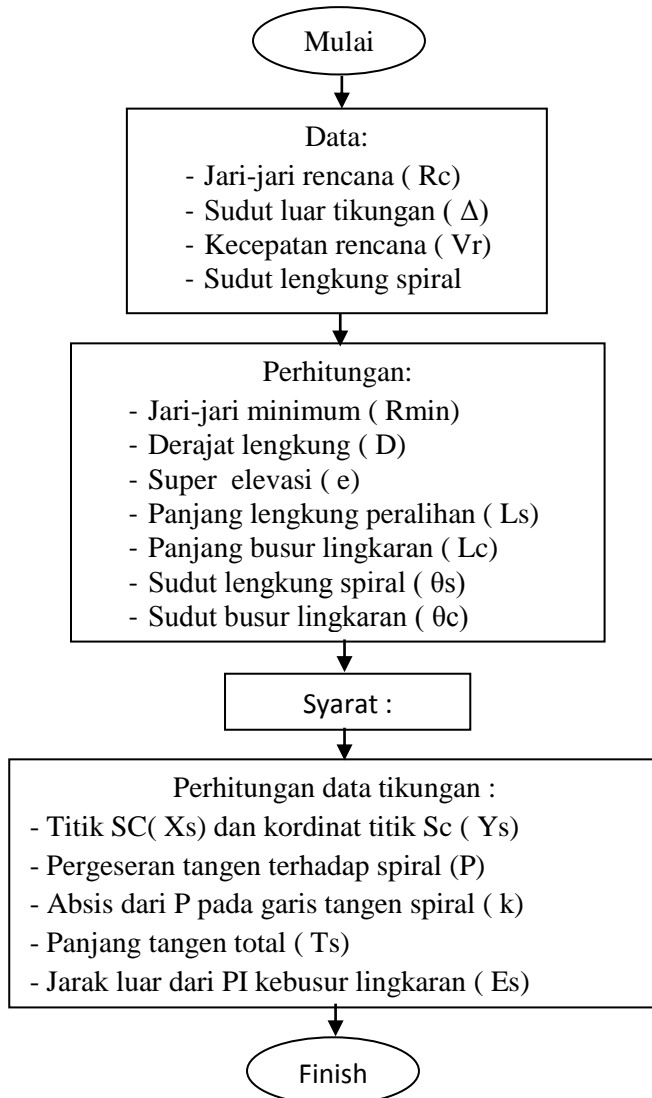 Mulai
Data:
- Jari-jari rencana ( Rc)
- Sudut luar tikungan ( Δ)
- Kecepatan rencana ( Vr)
- Sudut lengkung spiral
Perhitungan:
- Jari-jari minimum ( Rmin)
- Derajat lengkung ( D)
- Super elevasi ( e)
- Panjang lengkung peralihan ( Ls)
- Panjang busur lingkaran ( Lc)
- Sudut lengkung spiral ( θs)
- Sudut busur lingkaran ( θc)
Syarat :
Perhitungan data tikungan :
- Titik SC( Xs) dan kordinat titik Sc ( Ys)
- Pergeseran tangen terhadap spiral (P)
- Absis dari P pada garis tangen spiral ( k)
- Panjang tangen total ( Ts)
- Jarak luar dari PI kebusur lingkaran ( Es)
Finish